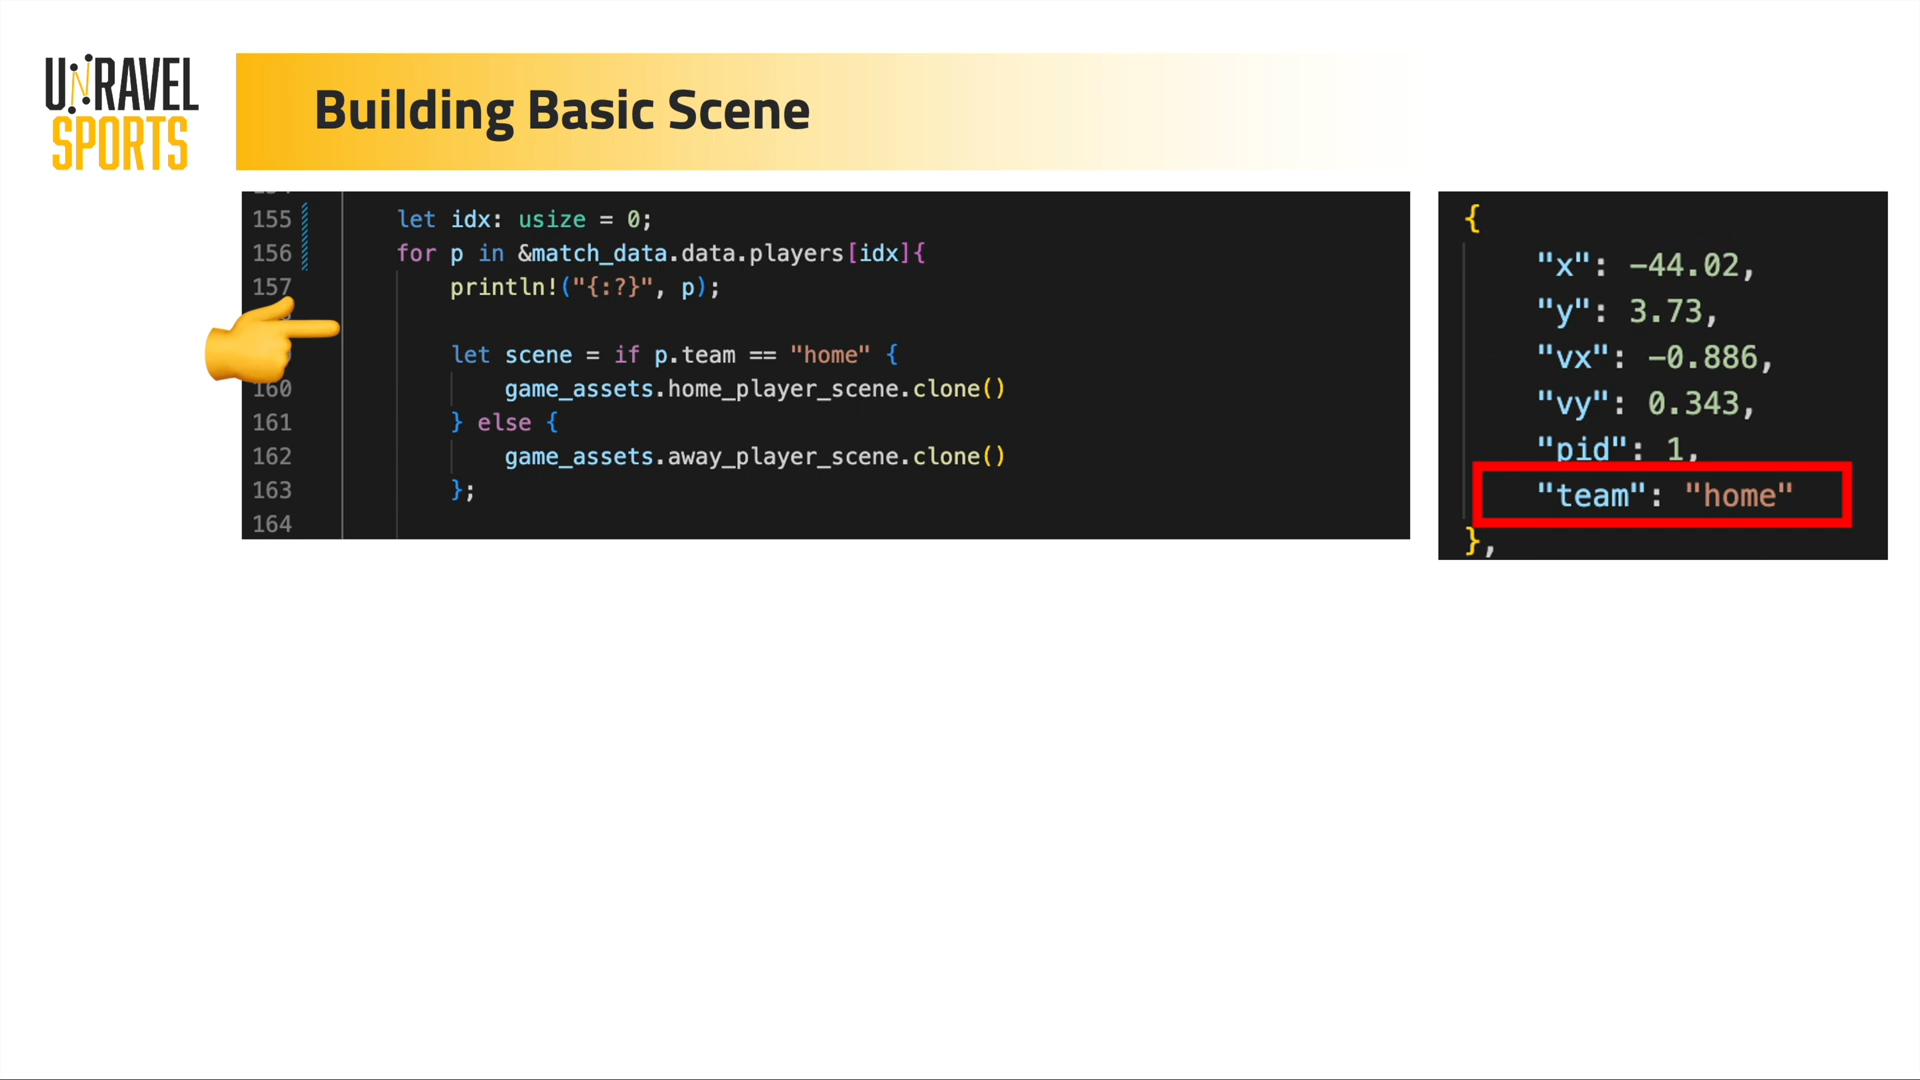 UNRAVEL
SPORTS
Building Basic Scene
155 let idx: usize = 0;
156 for p in &match_data.data.players[idx]{
157 println!("{:?}", p);
let scene = if p.team == "home" {
160 game_assets.home_player_scene.clone()
161 } else {
162 game_assets.away_player_scene.clone()
163 };
164
{
"x": -44.02,
"y": 3.73,
"vx": -0.886,
"vy": 0.343,
"pid": 1,
"team": "home"
},